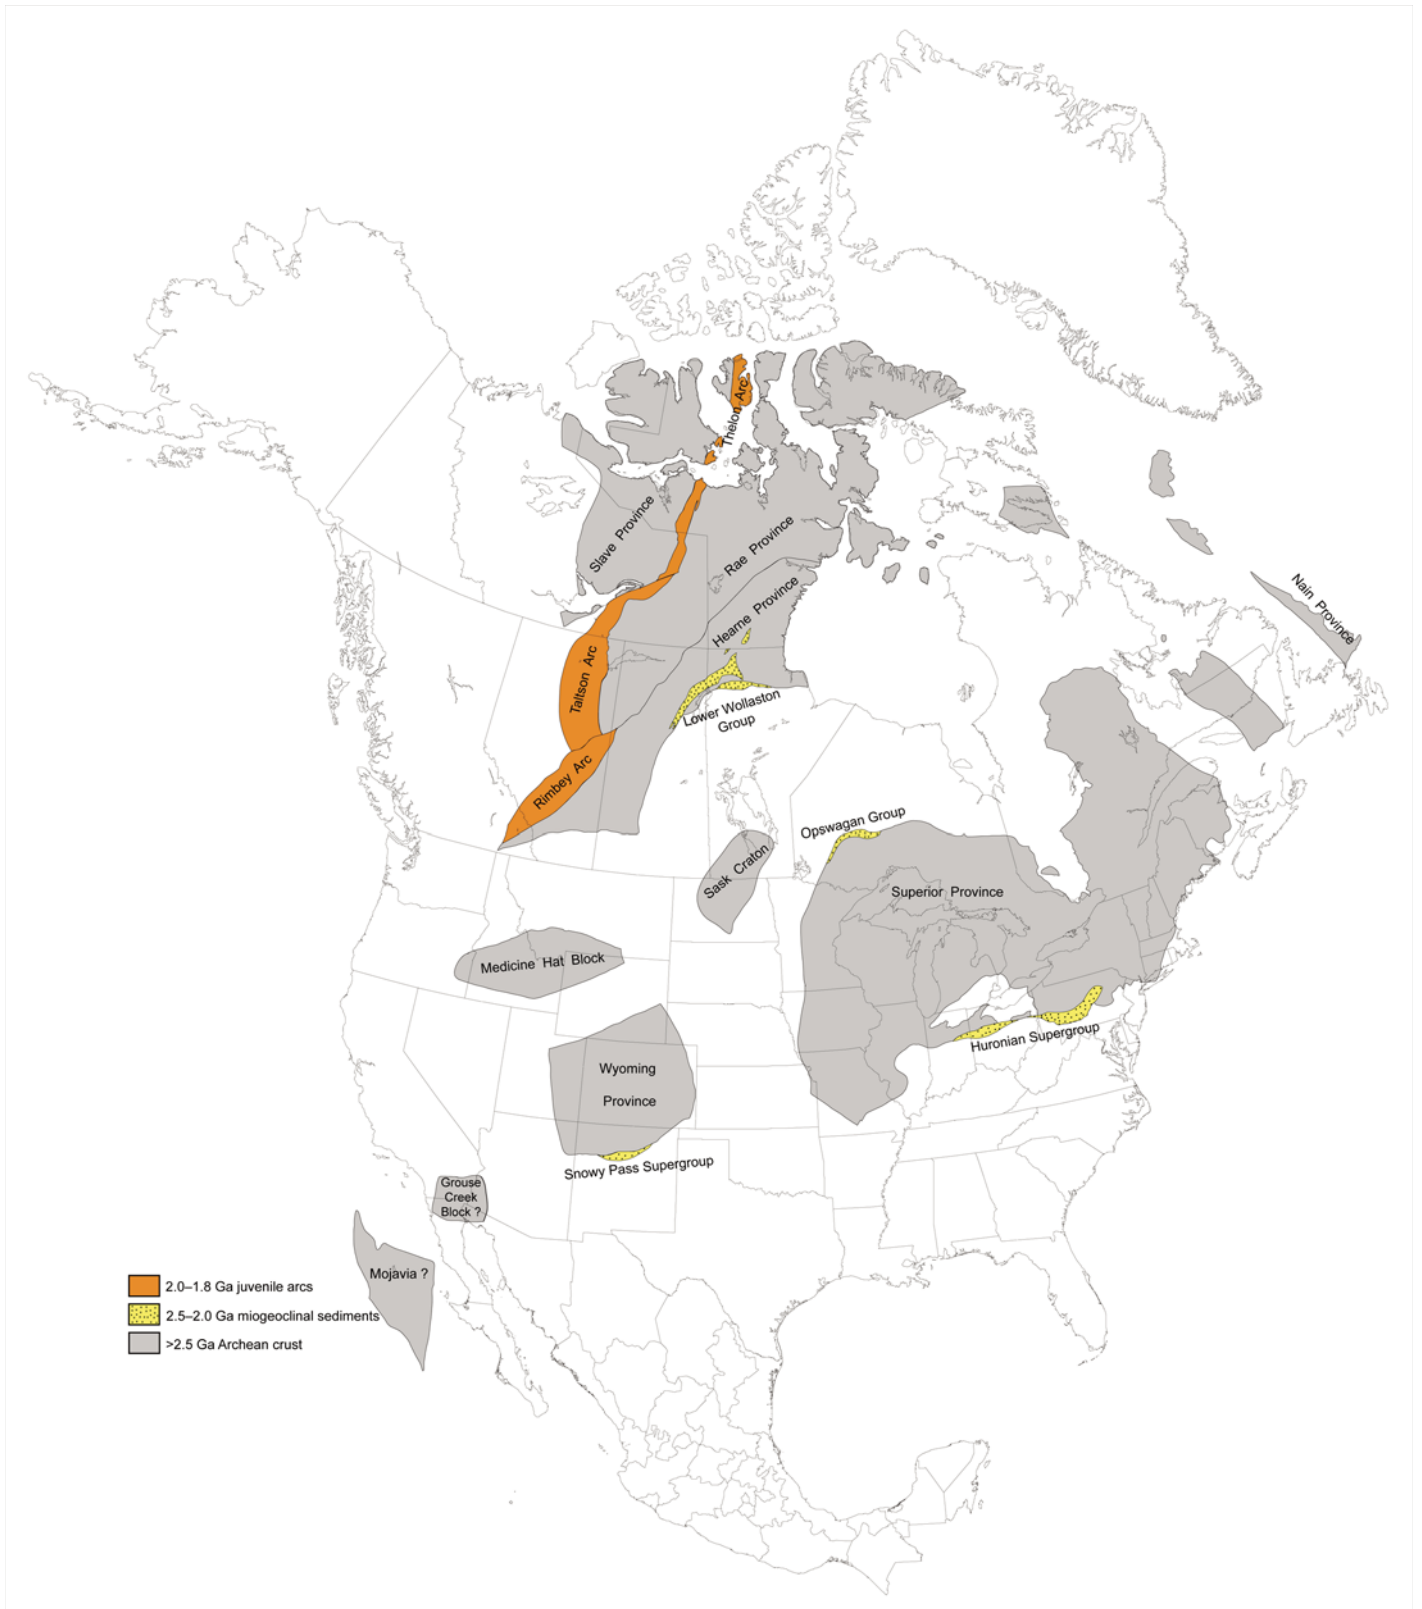 Thelon Arc
Slave Province
Rae Province
Hearne Province
Nain Province
Taltson Arc
Lower Wollaston
Group
Rimbey Arc
Opswagan Group
Sask Craton
Superior Province
Medicine Hat Block
Huronian Supergroup
Wyoming
Province
Snowy Pass Supergroup
Grouse
Creek
Block ?
Mojavia ?
2.0–1.8 Ga juvenile arcs
2.5–2.0 Ga miogeoclinal sediments
>2.5 Ga Archean crust